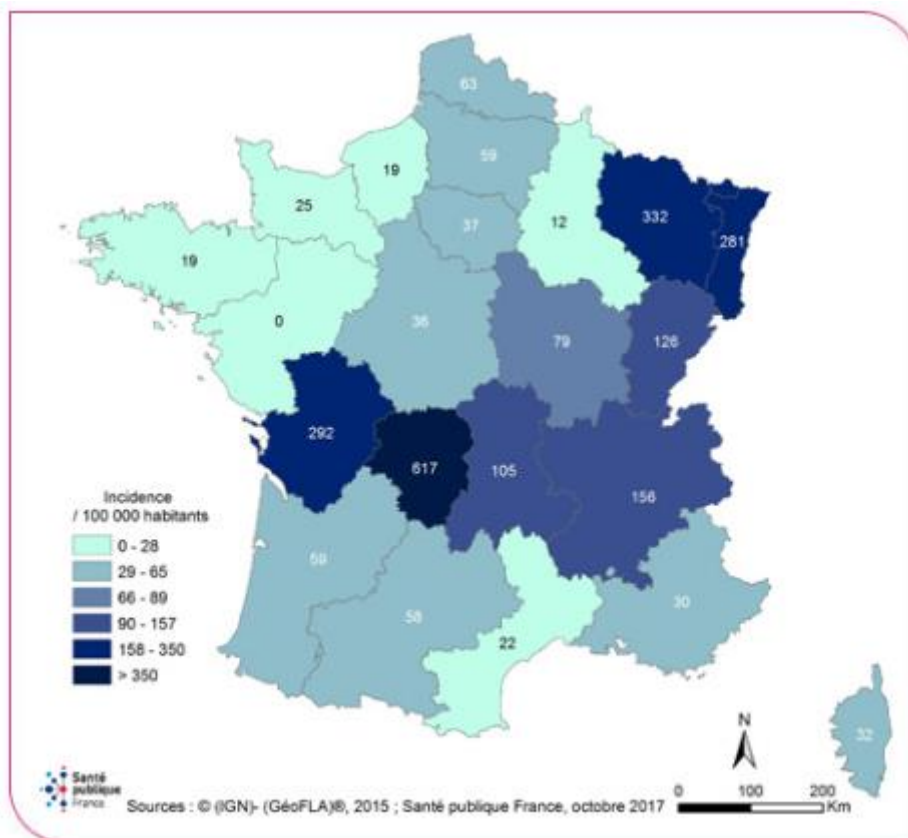 63
59
19
12
332
281
25
37
19
0
36
79
126
292
617
105
156
Incidence
/ 100 000 habitants
0 - 28
29 - 65
66 - 89
90 - 157
158 - 350
> 350
59
58
22
30
32
N
Santé
publique
France
Sources : © (IGN)- (GéoFLA)®, 2015 ; Santé publique France, octobre 2017
0 100 200
Km